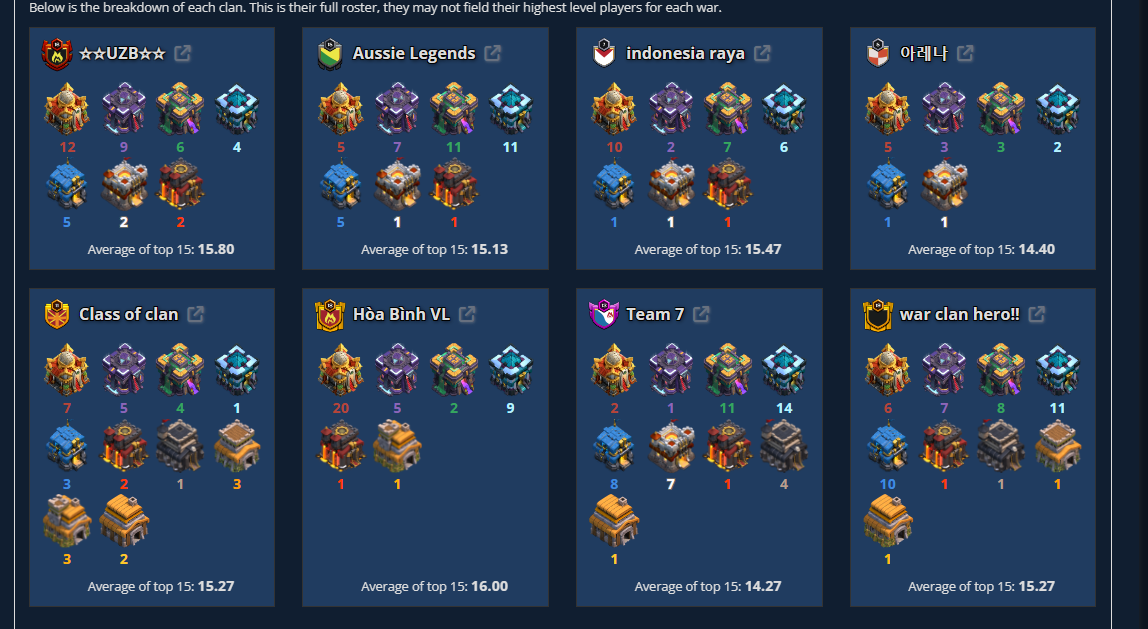 Below is the breakdown of each clan. This is their full roster, they may not field their highest level players for each war.
☆☆UZB☆☆
12 9 6 4
5 2 2
Average of top 15: 15.80
Aussie Legends
5 7 11 11
5 1 1
Average of top 15: 15.13
indonesia raya
10 2 7 6
1 1 1
Average of top 15: 15.47
아레나
5 3 3 2
1 1
Average of top 15: 14.40
Class of clan
7 5 4 1
3 2 1 3
3 2
Average of top 15: 15.27
Hòa Bình VL
20 5 2 9
1 1
Average of top 15: 16.00
Team 7
2 1 11 14
8 7 1 4
1
Average of top 15: 14.27
war clan hero!!
6 7 8 11
10 1 1 1
1
Average of top 15: 15.27